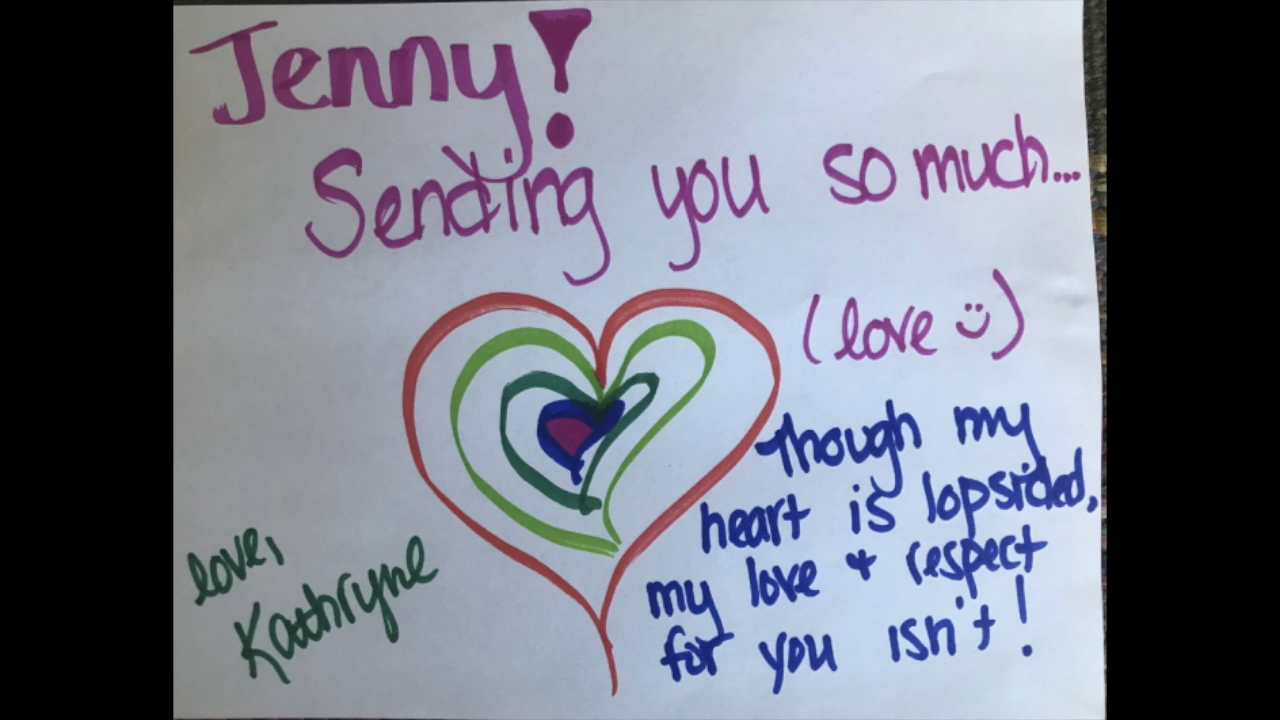 Jenny!
Sending you so much...
(love :))
Though my
heart is lopsided,
my love + respect
for you isn't!
love,
Kathryne